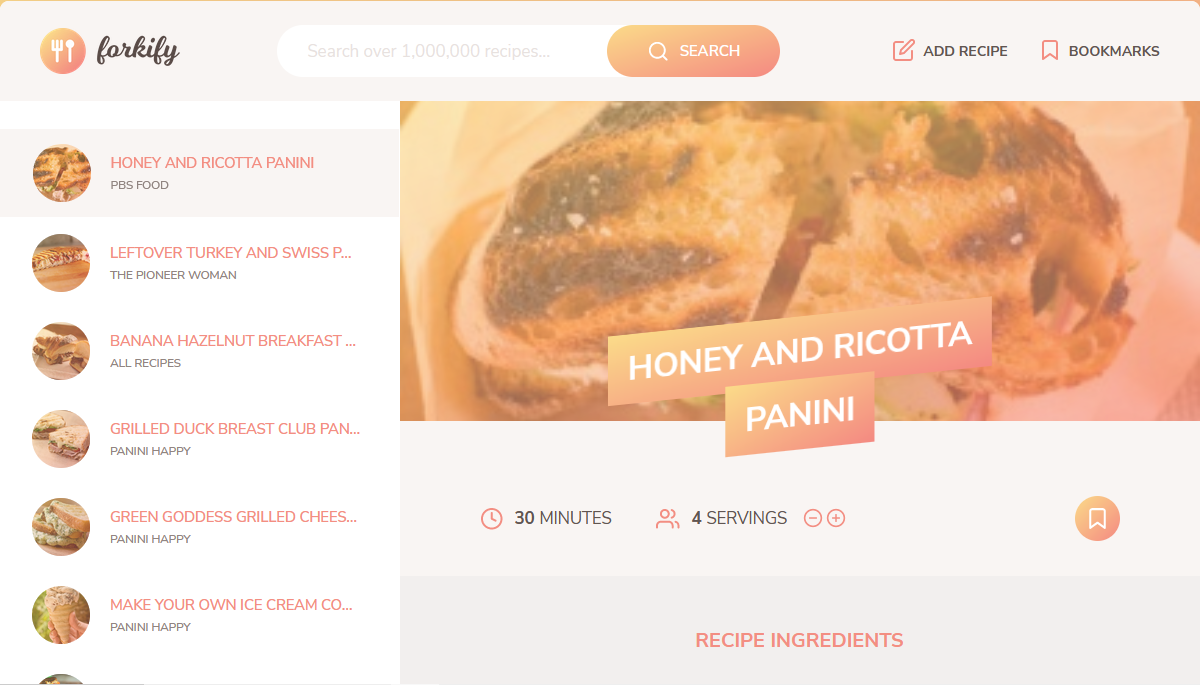 forkify
Search over 1,000,000 recipes...
SEARCH
ADD RECIPE
BOOKMARKS
HONEY AND RICOTTA PANINI
PBS FOOD
LEFTOVER TURKEY AND SWISS P...
THE PIONEER WOMAN
BANANA HAZELNUT BREAKFAST ...
ALL RECIPES
GRILLED DUCK BREAST CLUB PAN...
PANINI HAPPY
GREEN GODDESS GRILLED CHEES...
PANINI HAPPY
MAKE YOUR OWN ICE CREAM CO...
PANINI HAPPY
HONEY AND RICOTTA
PANINI
30 MINUTES
4 SERVINGS
RECIPE INGREDIENTS